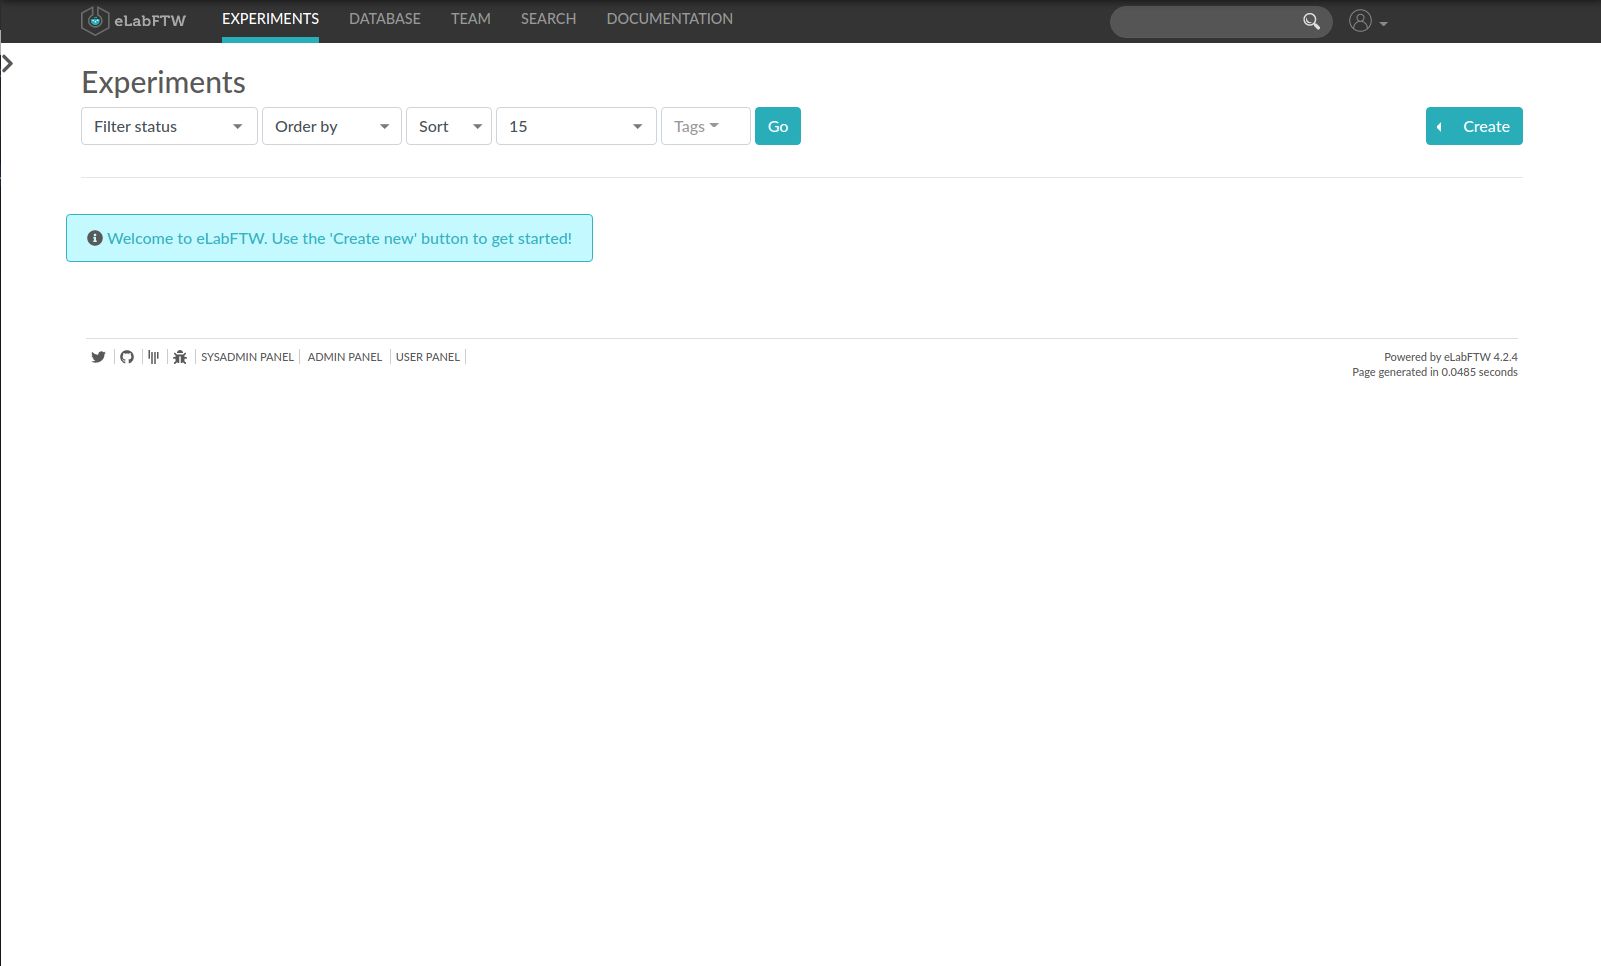 eLabFTW EXPERIMENTS DATABASE TEAM SEARCH DOCUMENTATION
Experiments
Filter status Order by Sort 15 Tags Go Create
Welcome to eLabFTW. Use the 'Create new' button to get started!
SYSADMIN PANEL ADMIN PANEL USER PANEL Powered by eLabFTW 4.2.4
Page generated in 0.0485 seconds